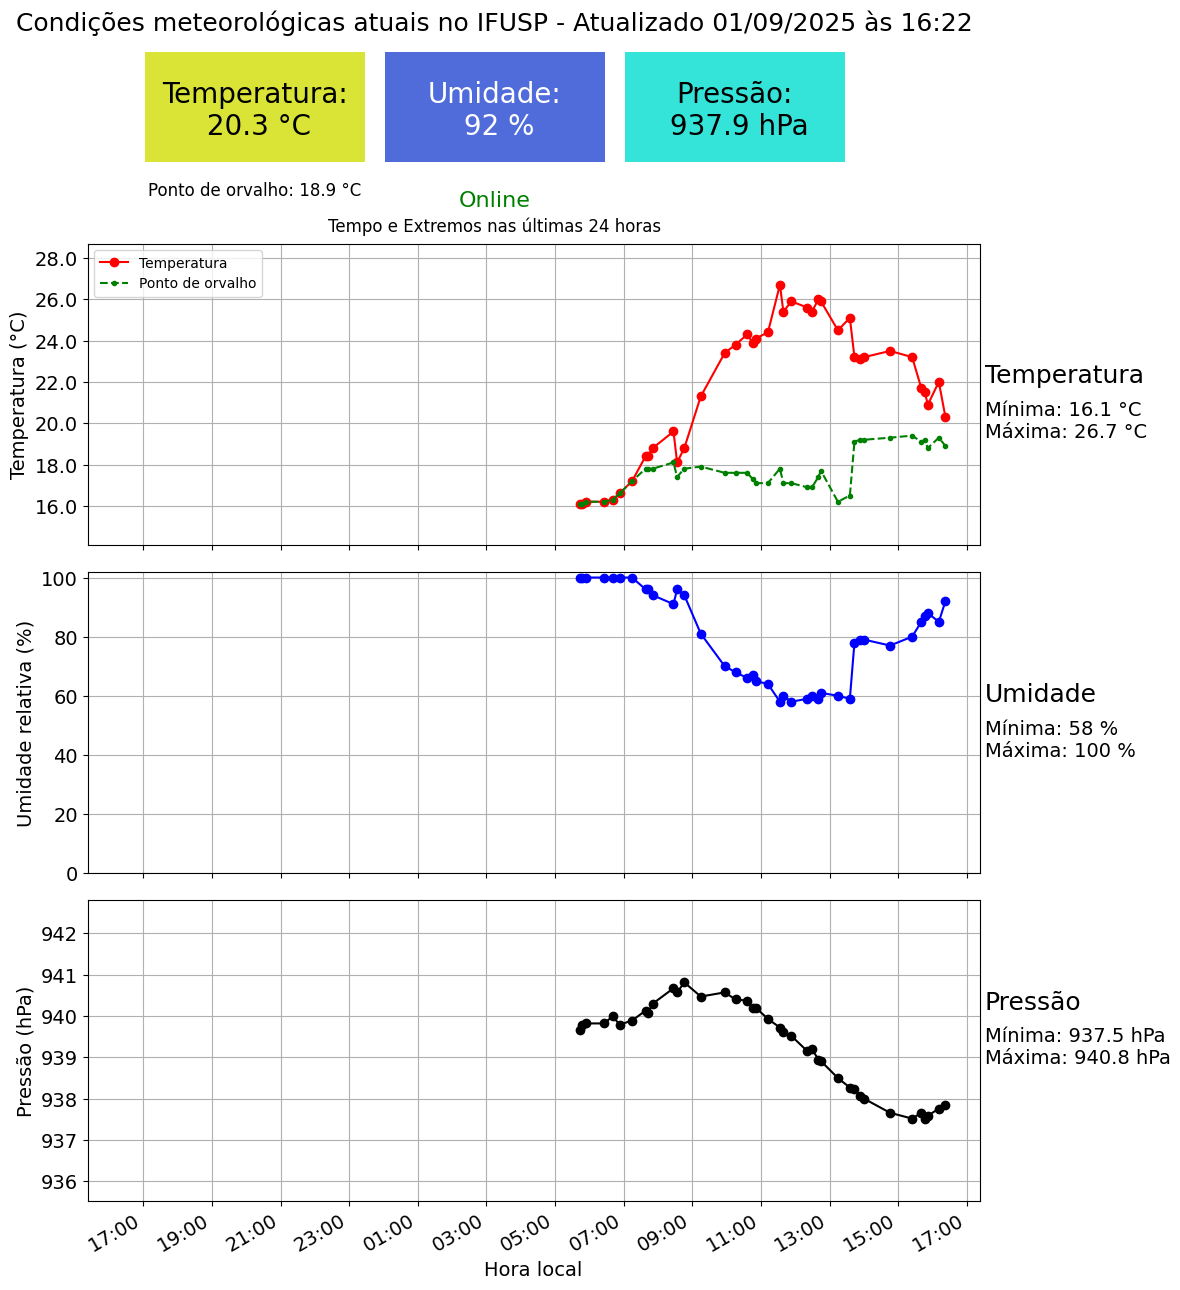 Condições meteorológicas atuais no IFUSP - Atualizado 01/09/2025 às 16:22
Temperatura:
20.3 °C
Umidade:
92 %
Pressão:
937.9 hPa
Ponto de orvalho: 18.9 °C
Online
Tempo e Extremos nas últimas 24 horas
Temperatura
Ponto de orvalho
Temperatura (°C)
28.0
26.0
24.0
22.0
20.0
18.0
16.0
Temperatura
Mínima: 16.1 °C
Máxima: 26.7 °C
Umidade relativa (%)
100
80
60
40
20
0
Umidade
Mínima: 58 %
Máxima: 100 %
Pressão (hPa)
942
941
940
939
938
937
936
Pressão
Mínima: 937.5 hPa
Máxima: 940.8 hPa
17:00 19:00 21:00 23:00 01:00 03:00 05:00 07:00 09:00 11:00 13:00 15:00 17:00
Hora local